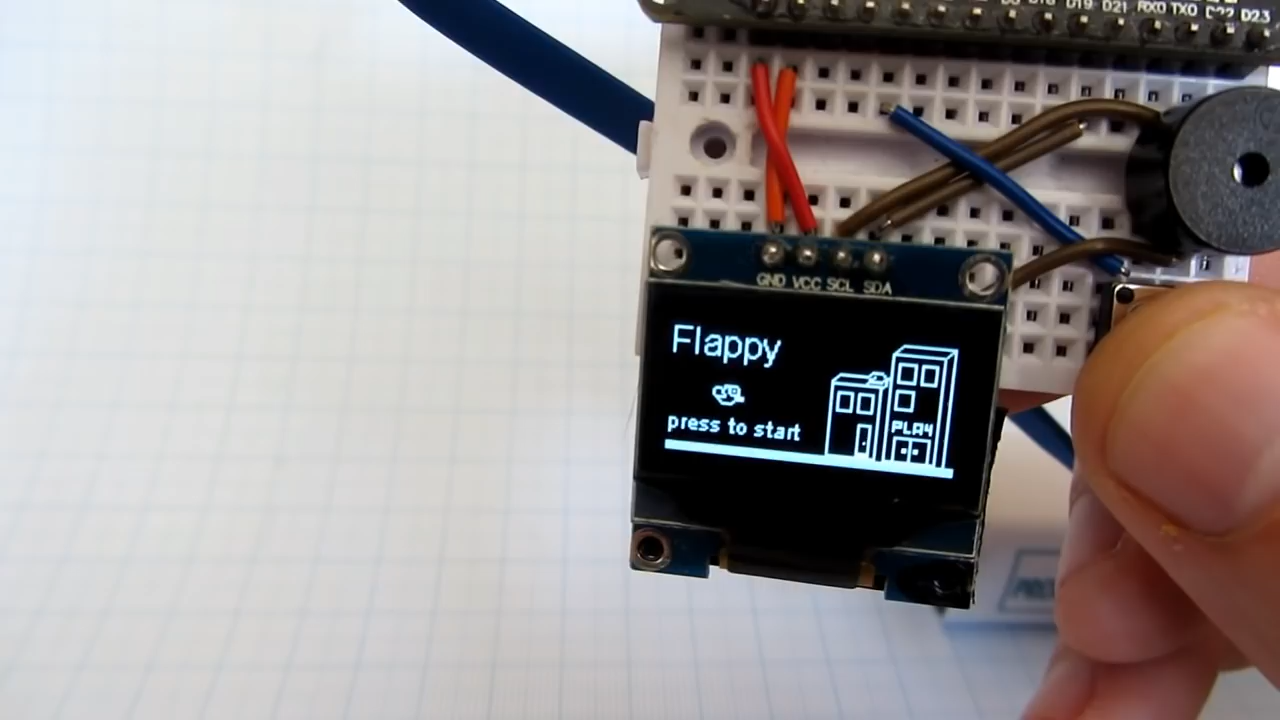 D19 D21 RX0 TX0 D22 D23
GND VCC SCL SDA
Flappy
press to start
PLAY